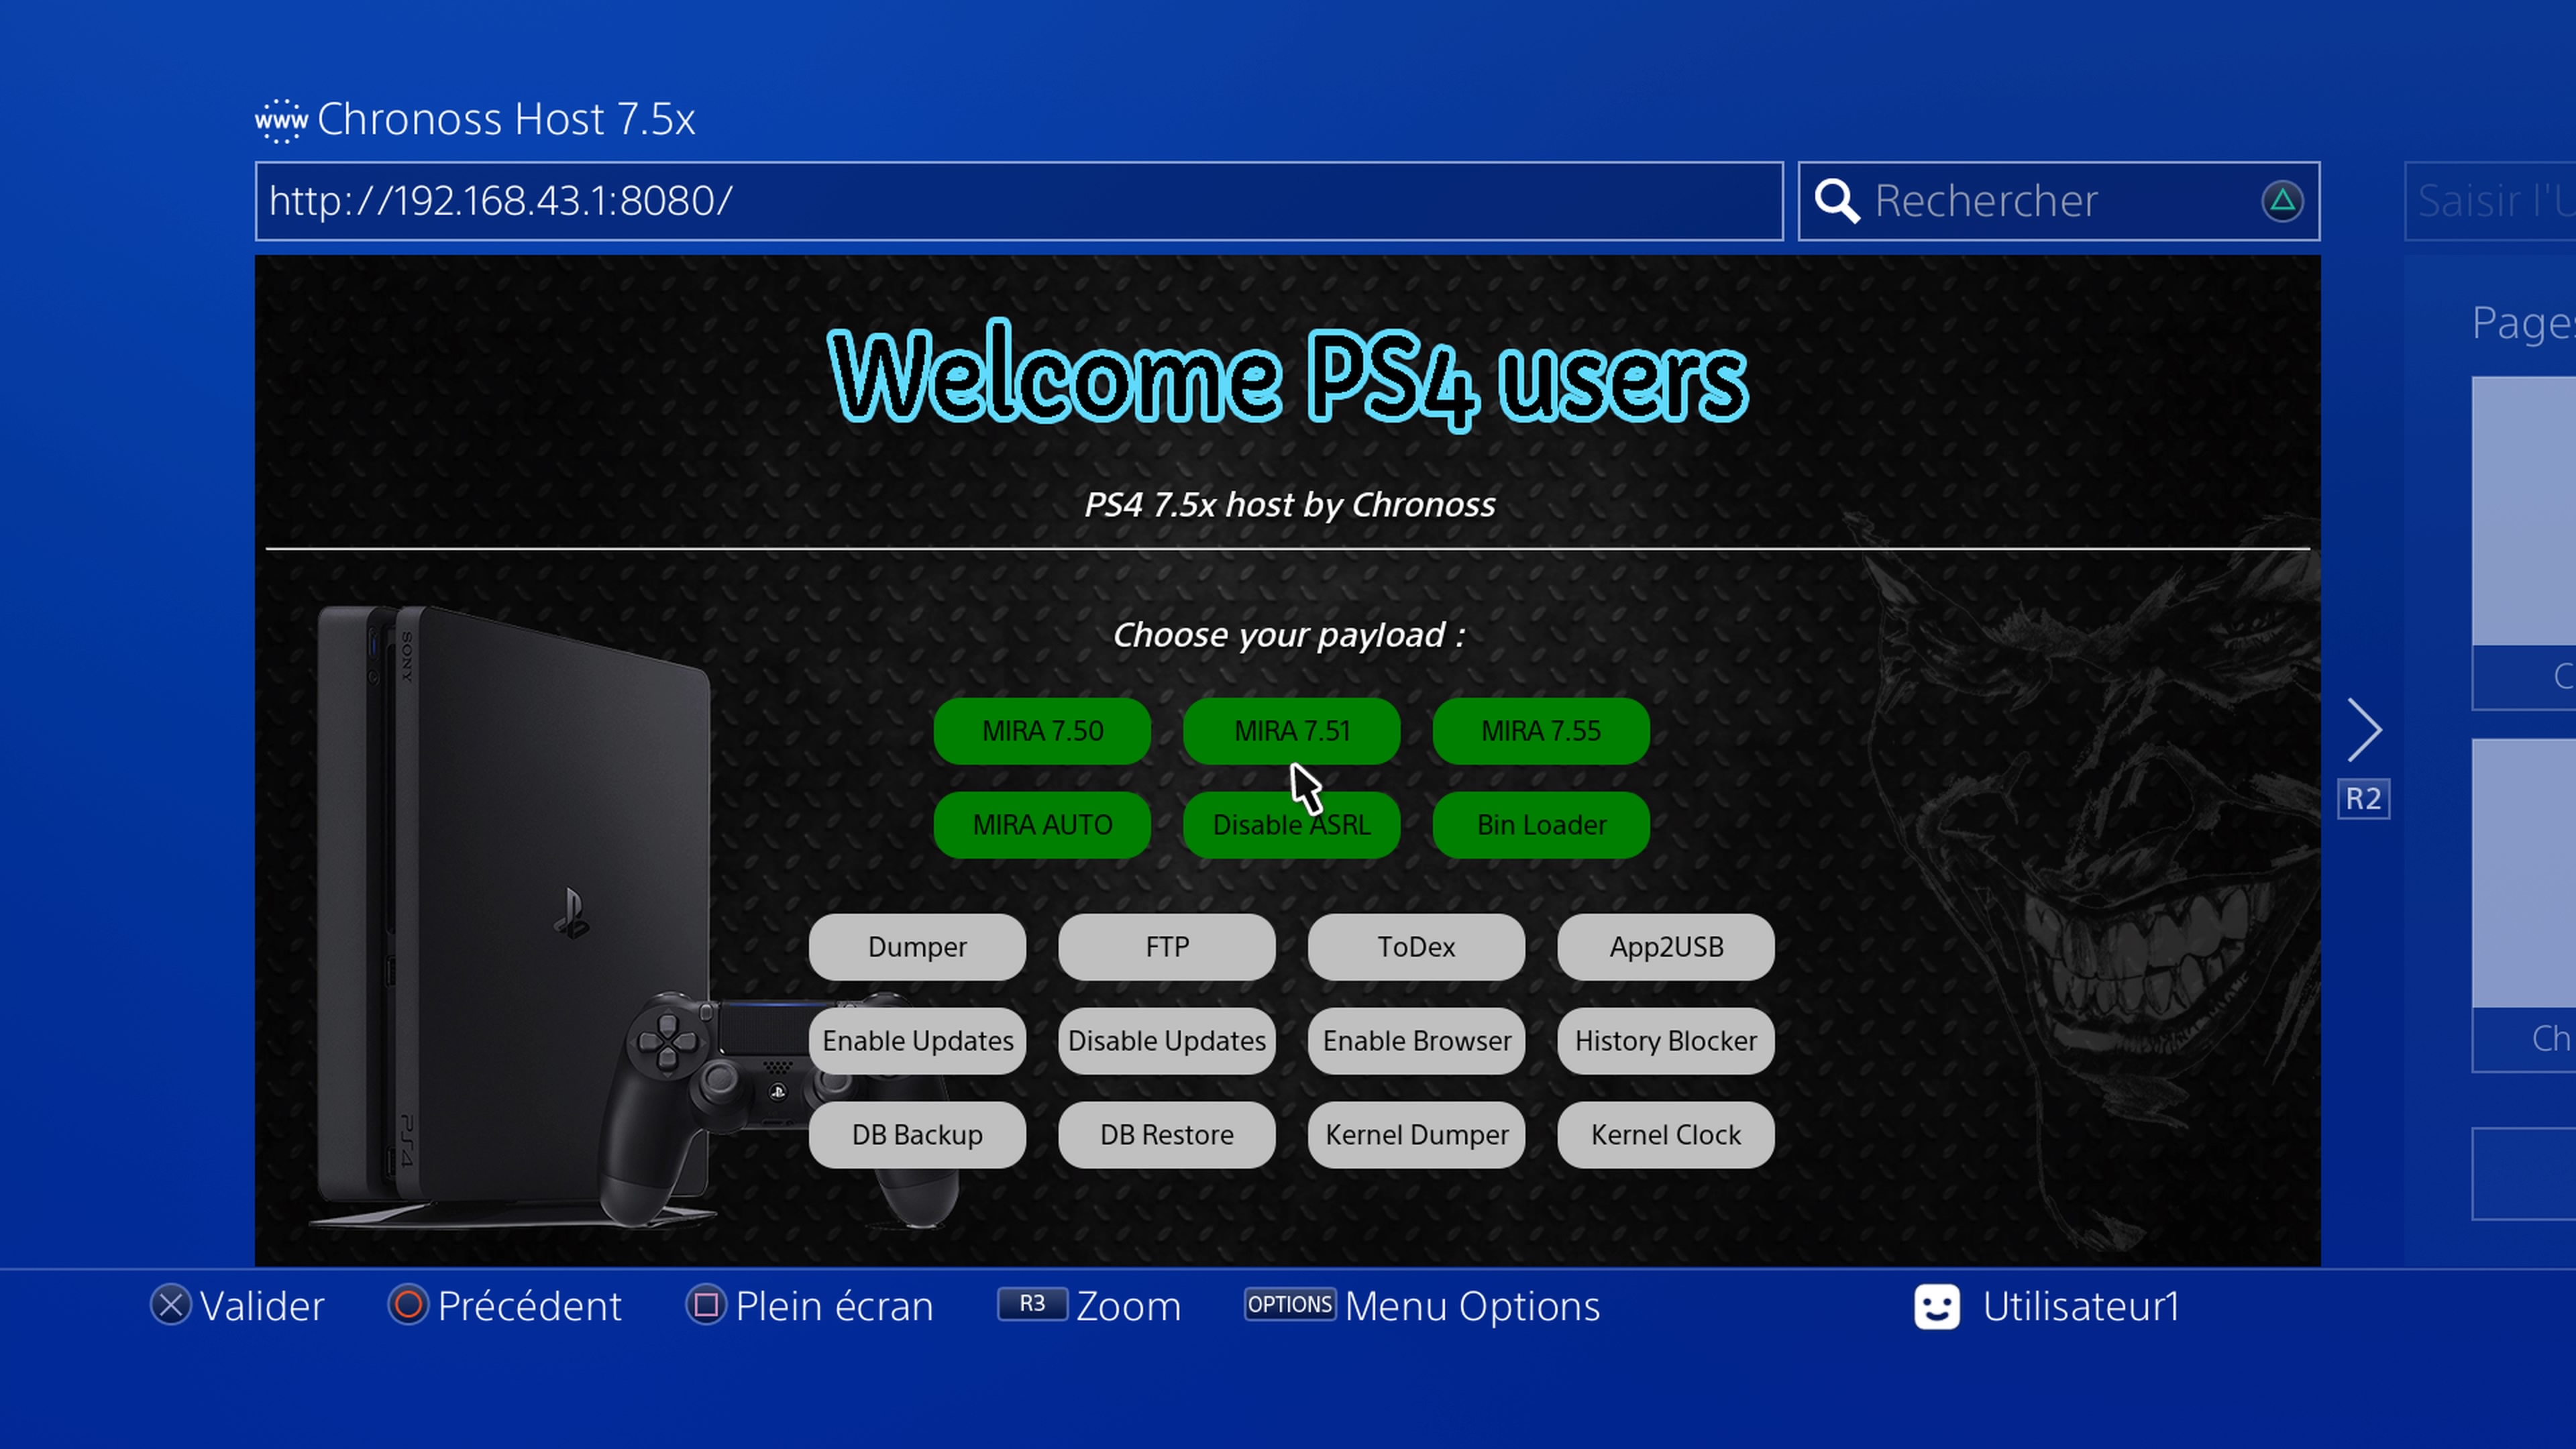 www Chronoss Host 7.5x
http://192.168.43.1:8080/
Rechercher
Saisir l'U
Pages
Welcome PS4 users
PS4 7.5x host by Chronoss
Choose your payload :
MIRA 7.50 MIRA 7.51 MIRA 7.55
MIRA AUTO Disable ASRL Bin Loader
Dumper FTP ToDex App2USB
Enable Updates Disable Updates Enable Browser History Blocker
DB Backup DB Restore Kernel Dumper Kernel Clock
SONY
PS4
C
R2
Ch
Valider Précédent Plein écran R3 Zoom OPTIONS Menu Options Utilisateur1